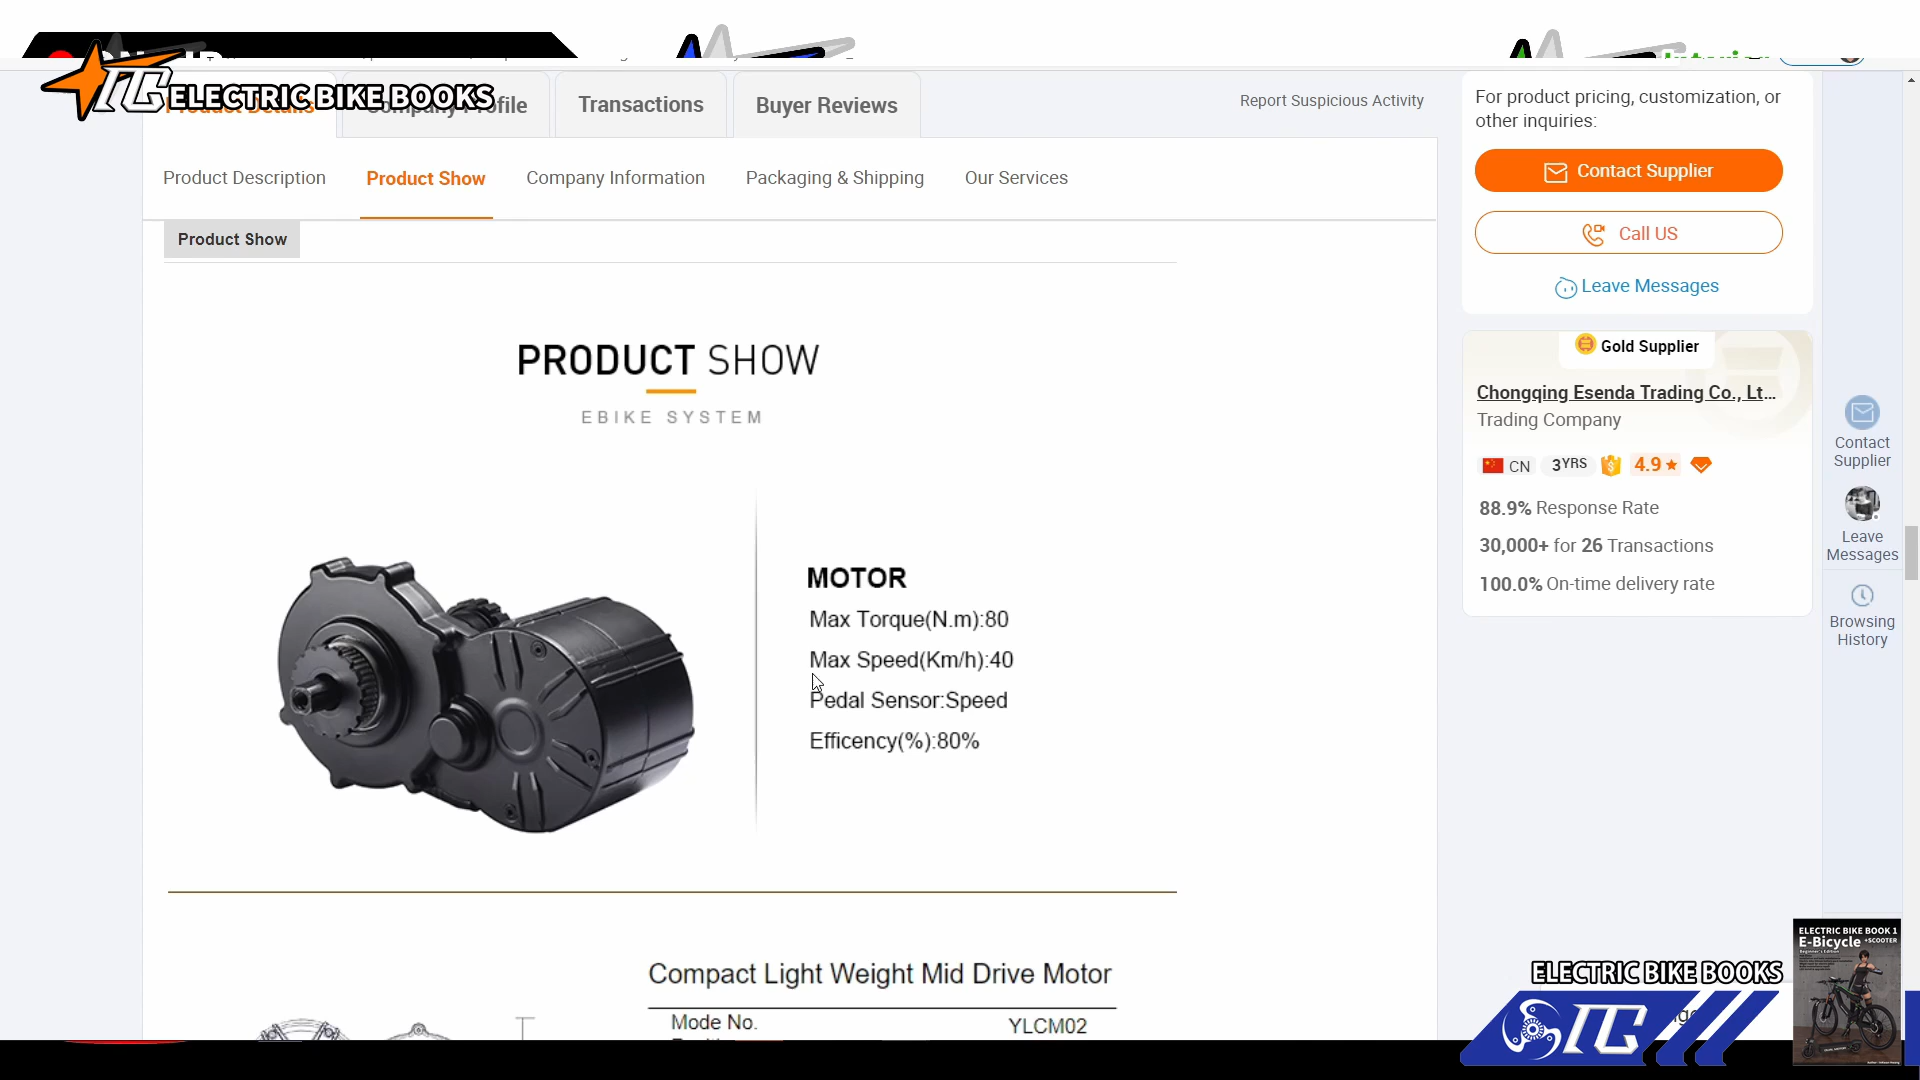 ELECTRIC BIKE BOOKS
Product Details
Company Profile
Transactions
Buyer Reviews
Report Suspicious Activity
Product Description
Product Show
Company Information
Packaging & Shipping
Our Services
Product Show
PRODUCT SHOW
EBIKE SYSTEM
MOTOR
Max Torque(N.m):80
Max Speed(Km/h):40
Pedal Sensor:Speed
Efficency(%):80%
Compact Light Weight Mid Drive Motor
Mode No.
YLCM02
For product pricing, customization, or
other inquiries:
Contact Supplier
Call US
Leave Messages
Gold Supplier
Chongqing Esenda Trading Co., Lt...
Trading Company
CN
3YRS
4.9
88.9% Response Rate
30,000+ for 26 Transactions
100.0% On-time delivery rate
Contact
Supplier
Leave
Messages
Browsing
History
ELECTRIC BIKE BOOKS
ELECTRIC BIKE BOOK 1
E-Bicycle +SCOOTER